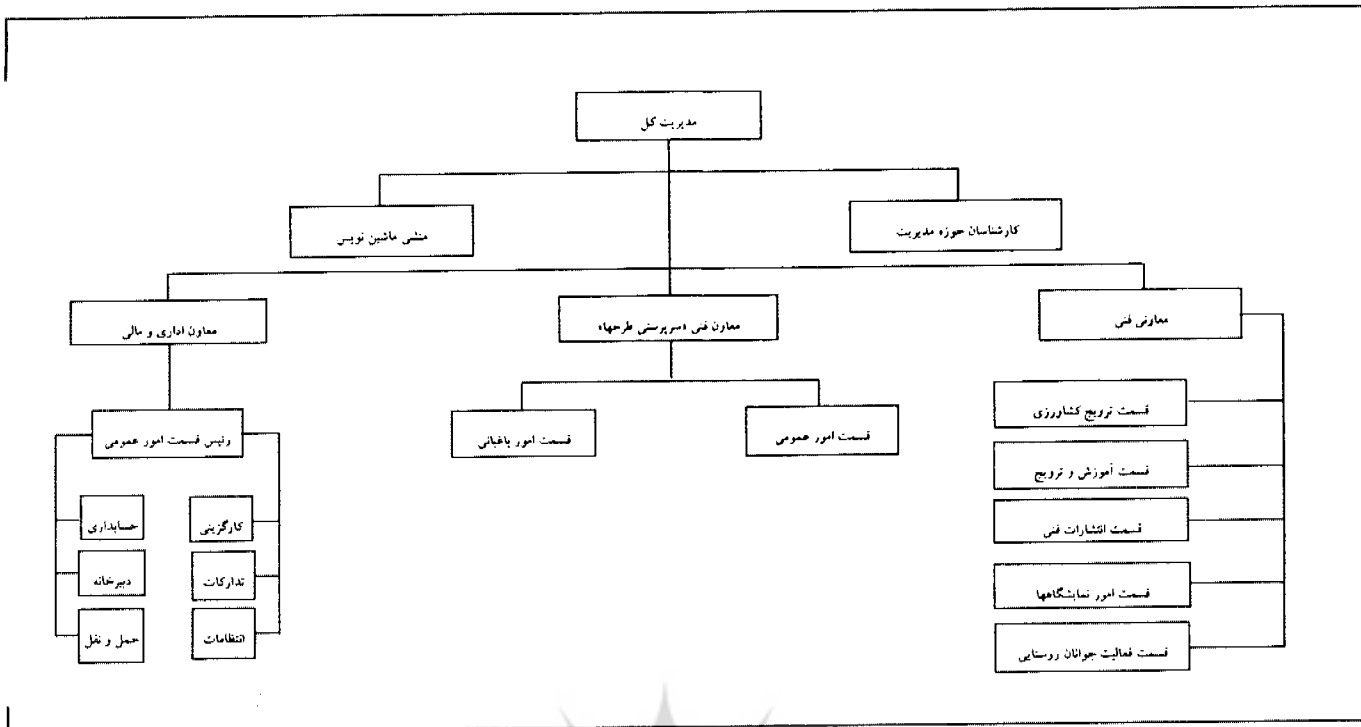 مدیریت کل
کارشناسان حوزه مدیریت
منشی ماشین نویس
معاونی فنی
معاون فنی «سرپرستی طرحها»
معاون اداری و مالی
قسمت ترویج کشاورزی
قسمت آموزش و ترویج
قسمت انتشارات فنی
قسمت امور نمایشگاهها
قسمت فعالیت جوانان روستایی
قسمت امور عمومی
قسمت امور باغبانی
رئیس قسمت امور عمومی
کارگزینی
تدارکات
انتظامات
حسابداری
دبیرخانه
حمل و نقل